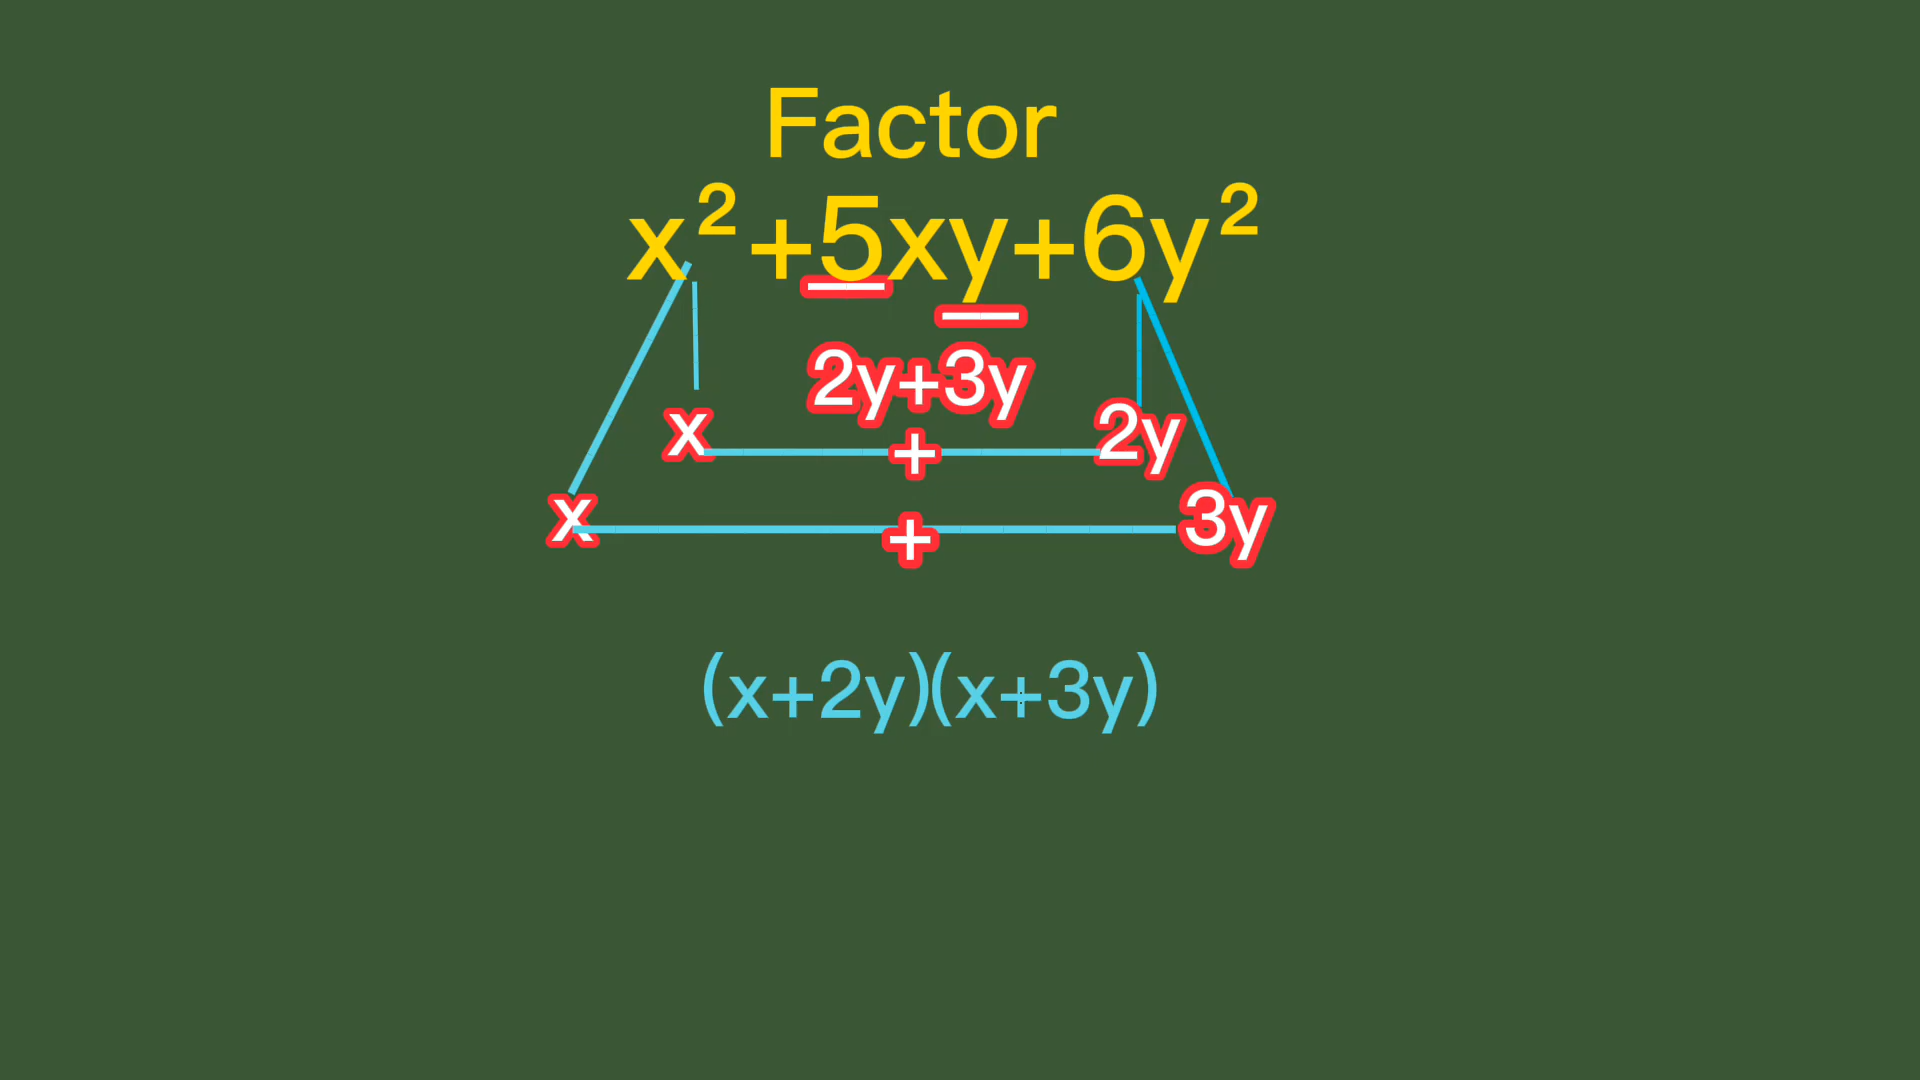 Factor
x²+5xy+6y²
2y+3y
x + 2y
x + 3y
(x+2y)(x+3y)